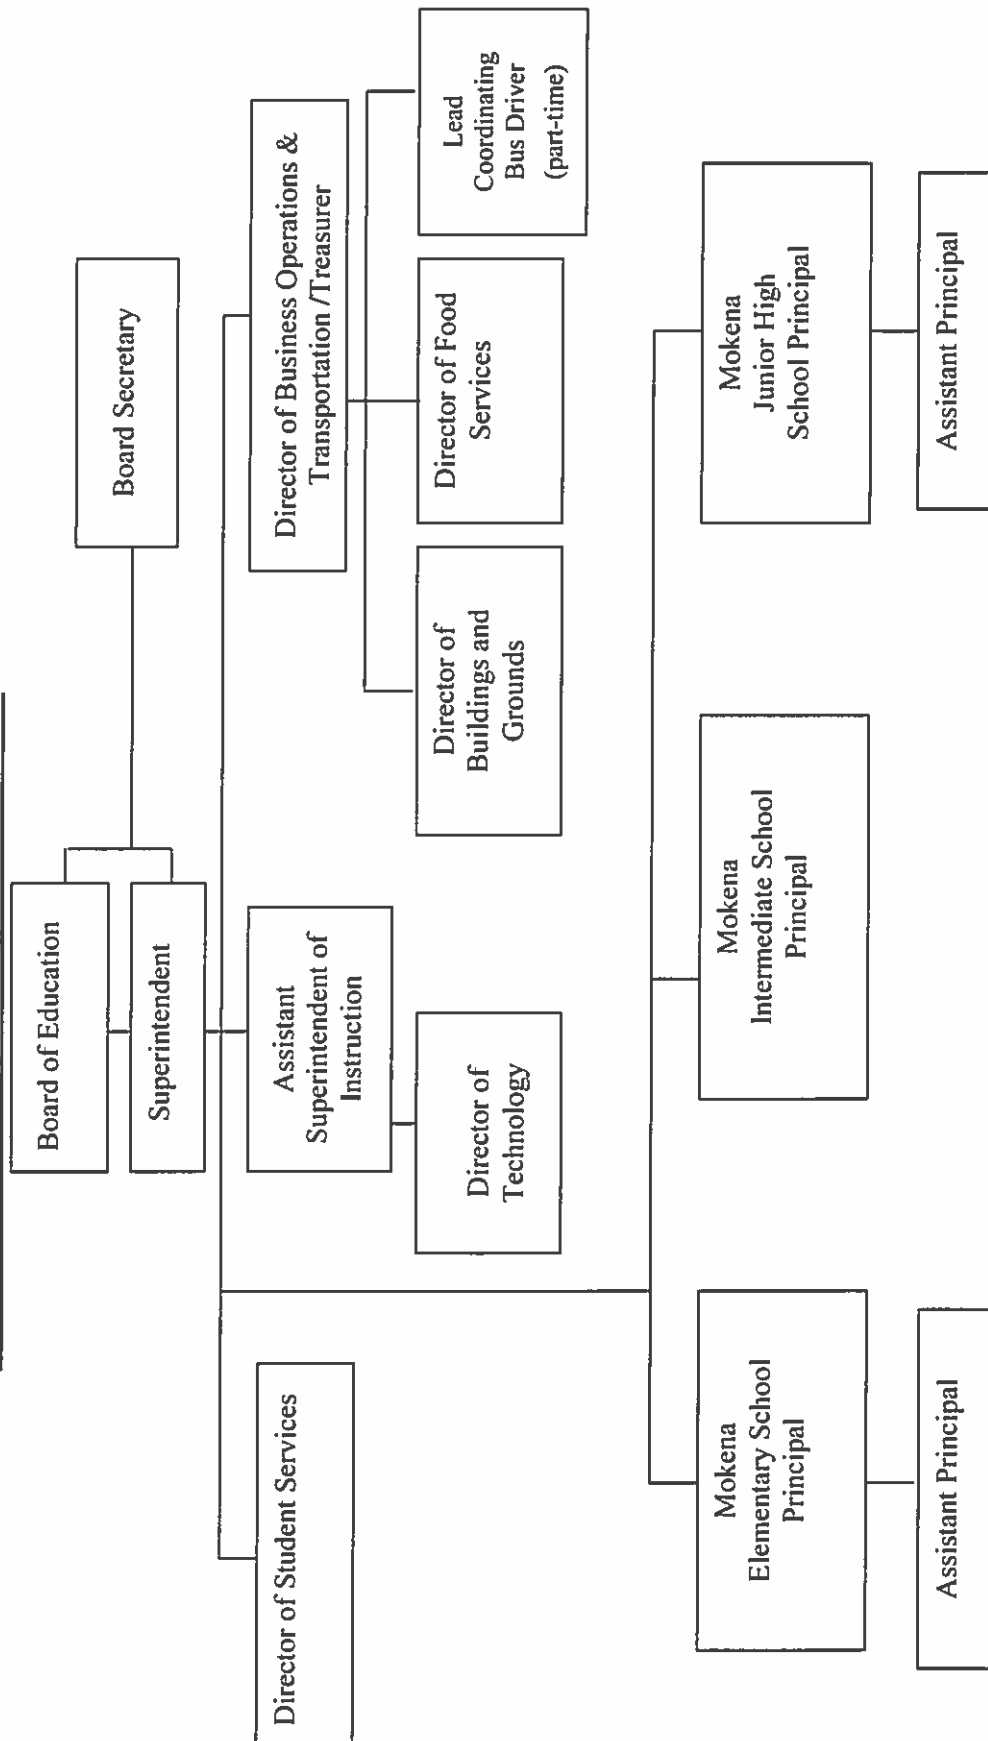 Board of Education
Board Secretary
Superintendent
Director of Student Services
Assistant
Superintendent of
Instruction
Director of Business Operations &
Transportation /Treasurer
Director of
Technology
Director of
Buildings and
Grounds
Director of Food
Services
Lead
Coordinating
Bus Driver
(part-time)
Mokena
Elementary School
Principal
Mokena
Intermediate School
Principal
Mokena
Junior High
School Principal
Assistant Principal
Assistant Principal